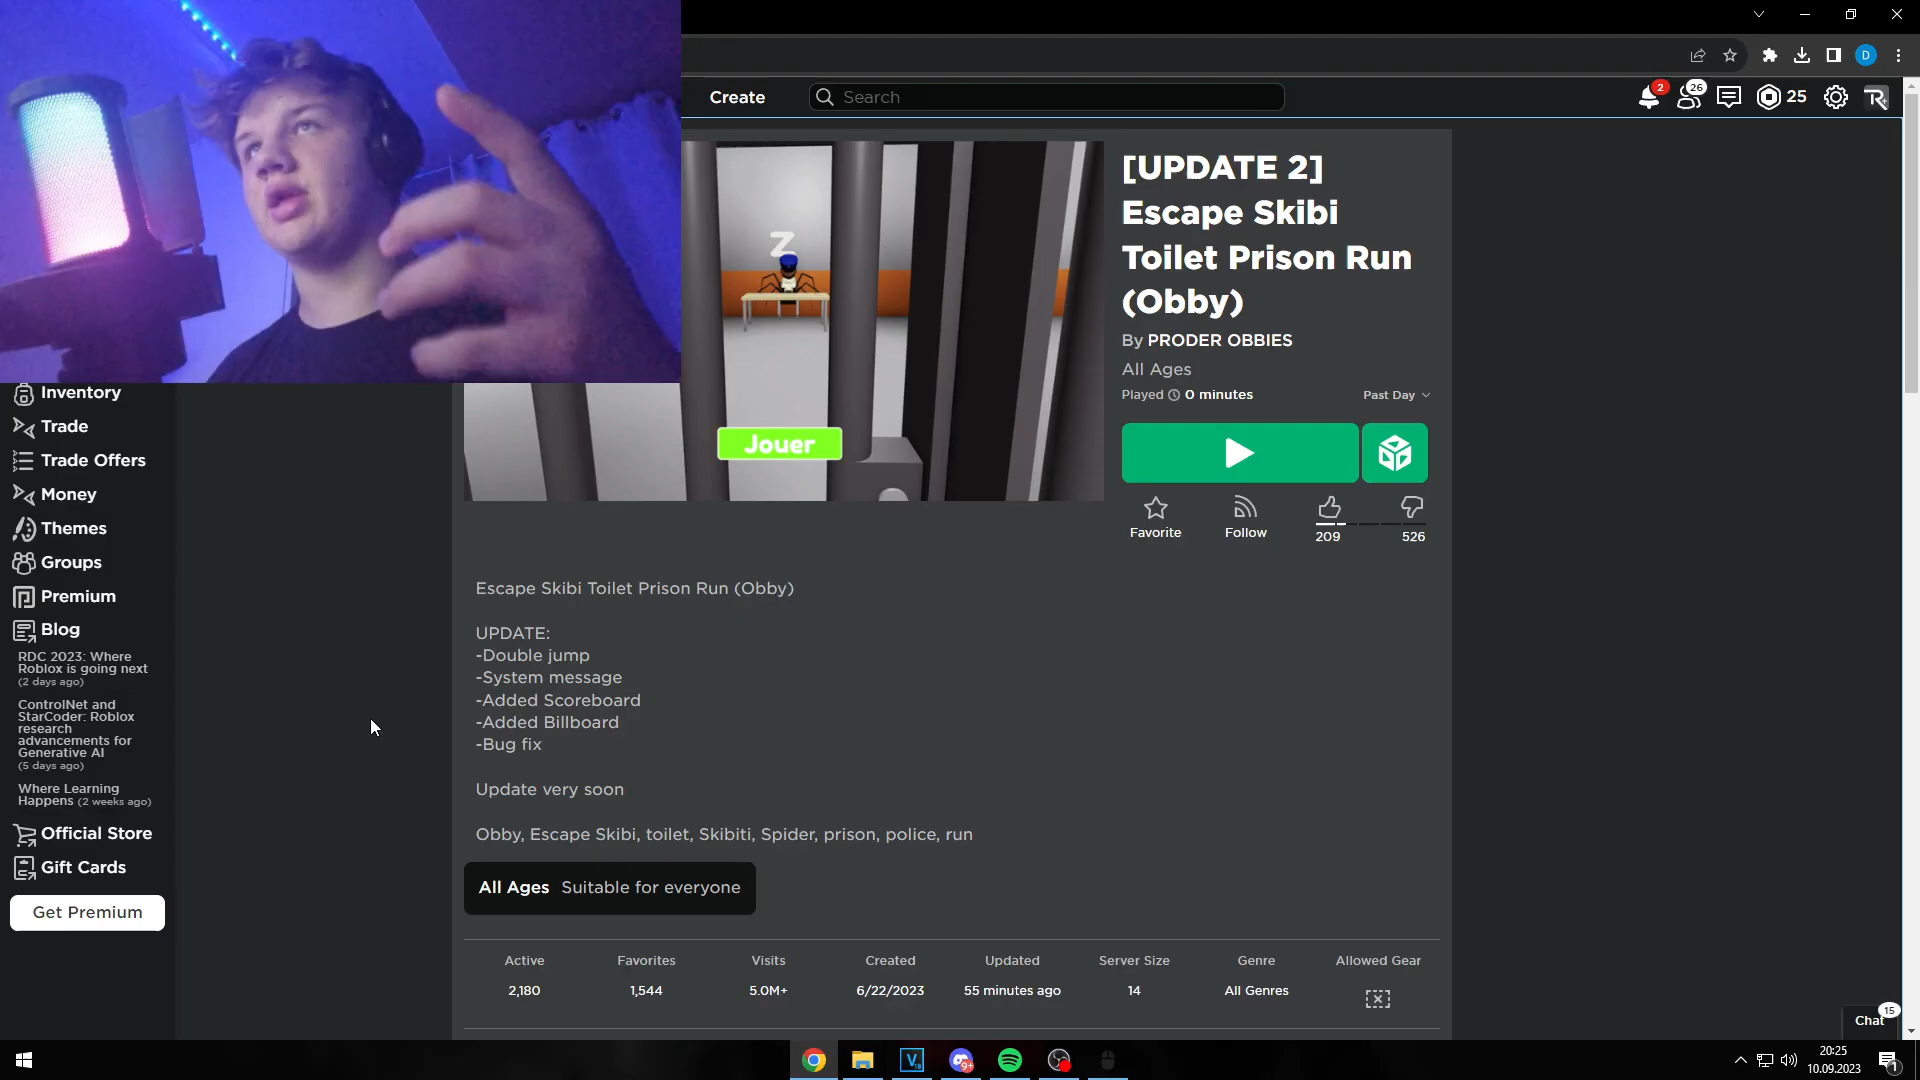 Create
Search
2
26
25
Z
Jouer
[UPDATE 2]
Escape Skibi
Toilet Prison Run
(Obby)
By PRODER OBBIES
All Ages
Played 0 minutes
Past Day
Favorite
Follow
209
526
Inventory
Trade
Trade Offers
Money
Themes
Groups
Premium
Blog
RDC 2023: Where
Roblox is going next
(2 days ago)
ControlNet and
StarCoder: Roblox
research
advancements for
Generative AI
(5 days ago)
Where Learning
Happens (2 weeks ago)
Official Store
Gift Cards
Get Premium
Escape Skibi Toilet Prison Run (Obby)
UPDATE:
-Double jump
-System message
-Added Scoreboard
-Added Billboard
-Bug fix
Update very soon
Obby, Escape Skibi, toilet, Skibiti, Spider, prison, police, run
All Ages Suitable for everyone
Active Favorites Visits Created Updated Server Size Genre Allowed Gear
2,180 1,544 5.0M+ 6/22/2023 55 minutes ago 14 All Genres
Chat 15
D
V
9+
20:25
10.09.2023
1